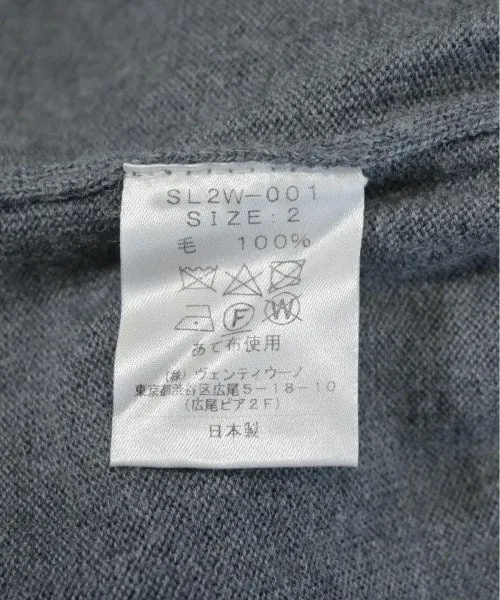 SL2W-001
SIZE:2
毛 100%
F W
あて布使用
(株)ヴェンティウーノ
東京都渋谷区広尾5-18-10
(広尾ピア2F)
日本製